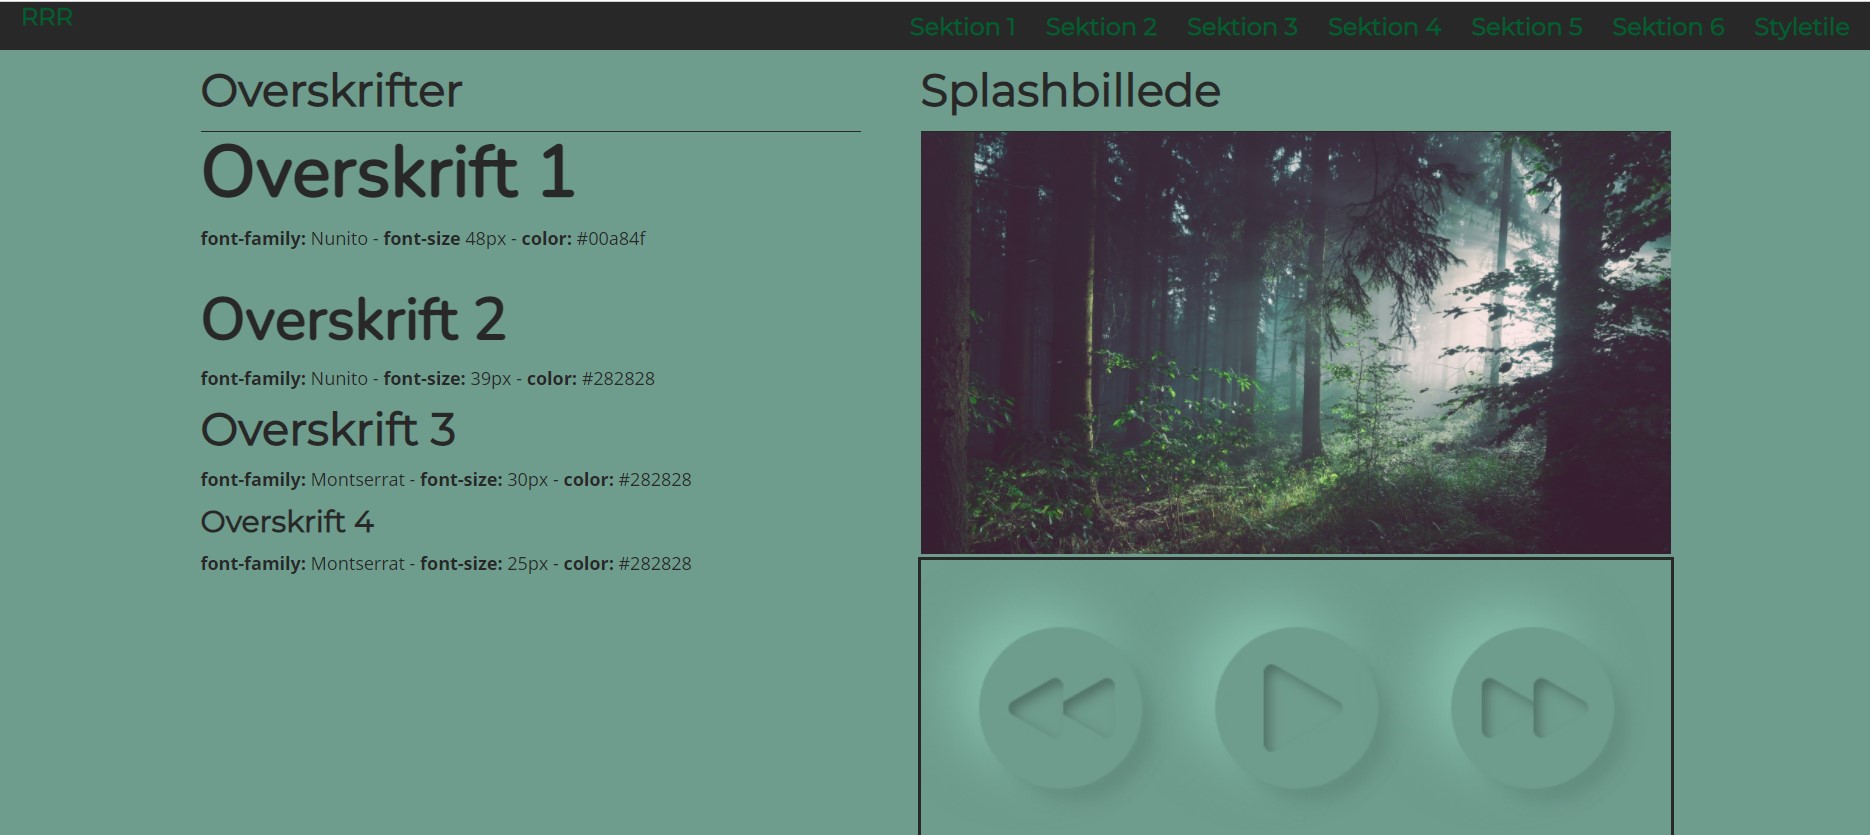 RRR
Sektion 1 Sektion 2 Sektion 3 Sektion 4 Sektion 5 Sektion 6 Styletile
Overskrifter
Overskrift 1
font-family: Nunito - font-size 48px - color: #00a84f
Overskrift 2
font-family: Nunito - font-size: 39px - color: #282828
Overskrift 3
font-family: Montserrat - font-size: 30px - color: #282828
Overskrift 4
font-family: Montserrat - font-size: 25px - color: #282828
Splashbillede